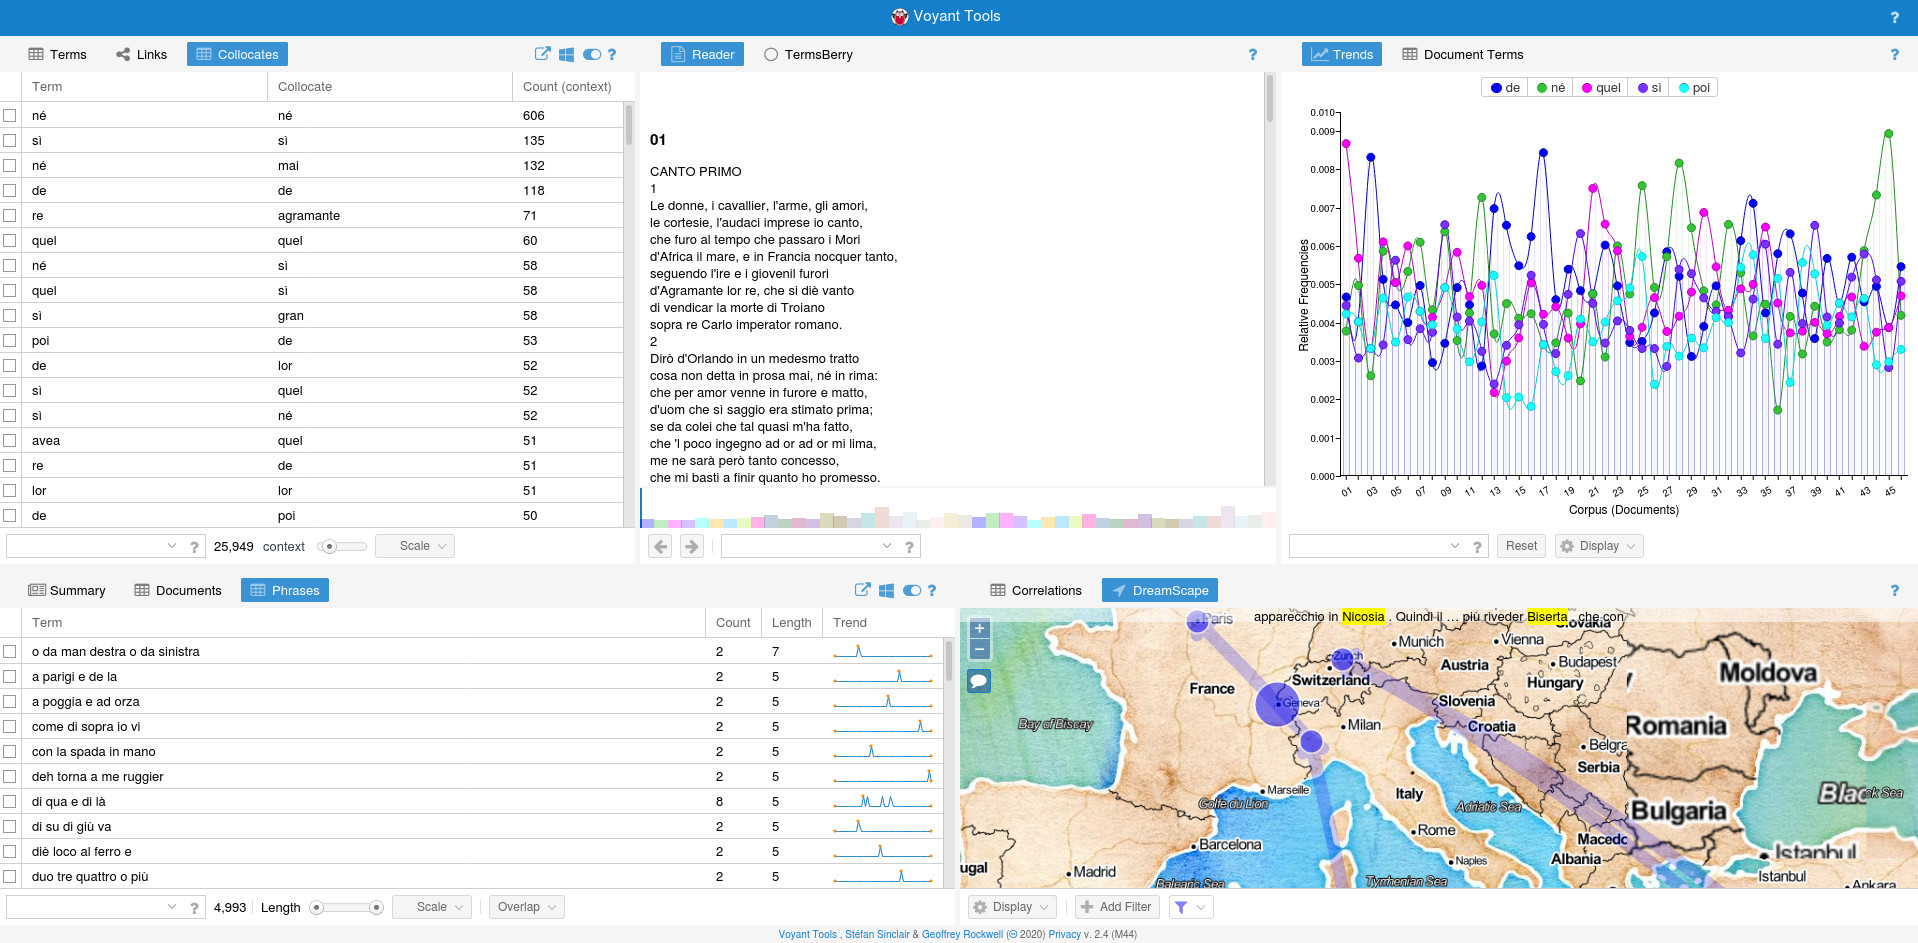 Voyant Tools
?
Terms
Links
Collocates
?
Term Collocate Count (context)
né né 606
sì sì 135
né mai 132
de de 118
re agramante 71
quel quel 60
né sì 58
quel sì 58
sì gran 58
poi de 53
de lor 52
sì quel 52
sì né 52
avea quel 51
re de 51
lor lor 51
de poi 50
? 25,949 context Scale
Reader
TermsBerry
?
01
CANTO PRIMO
1
Le donne, i cavallier, l'arme, gli amori,
le cortesie, l'audaci imprese io canto,
che furo al tempo che passaro i Mori
d'Africa il mare, e in Francia nocquer tanto,
seguendo l'ire e i giovenil furori
d'Agramante lor re, che si diè vanto
di vendicar la morte di Troiano
sopra re Carlo imperator romano.
2
Dirò d'Orlando in un medesmo tratto
cosa non detta in prosa mai, né in rima:
che per amor venne in furore e matto,
d'uom che sì saggio era stimato prima;
se da colei che tal quasi m'ha fatto,
che 'l poco ingegno ad or ad or mi lima,
me ne sarà però tanto concesso,
che mi basti a finir quanto ho promesso.
?
Trends
Document Terms
?
de né quel sì poi
0.010
0.009
0.008
0.007
0.006
0.005
0.004
0.003
0.002
0.001
0.000
Relative Frequencies
01 03 05 07 09 11 13 15 17 19 21 23 25 27 29 31 33 35 37 39 41 43 45
Corpus (Documents)
? Reset Display
Summary
Documents
Phrases
?
Term Count Length Trend
o da man destra o da sinistra 2 7
a parigi e de la 2 5
a poggia e ad orza 2 5
come di sopra io vi 2 5
con la spada in mano 2 5
deh torna a me ruggier 2 5
di qua e di là 8 5
di su di giù va 2 5
diè loco al ferro e 2 5
duo tre quattro o più 2 5
? 4,993 Length Scale Overlap
Correlations
DreamScape
?
apparecchio in Nicosia . Quindi il ... più riveder Biserta , che con
+
−
Paris
Slovakia
Munich
Vienna
Zurich
Austria
Budapest
Switzerland
Hungary
Moldova
France
Geneva
Slovenia
Bay of Biscay
Milan
Croatia
Romania
Belgra
Serbia
Marseille
Golfe du Lion
Italy
Adriatic Sea
Black Sea
Bulgaria
Rome
Macedo
Barcelona
Albania
Istanbul
ugal
Madrid
Naples
Istanbul
Balearic Sea
Tyrrhenian Sea
Ankara
Display Add Filter
Voyant Tools , Stéfan Sinclair & Geoffrey Rockwell (© 2020) Privacy v. 2.4 (M44)